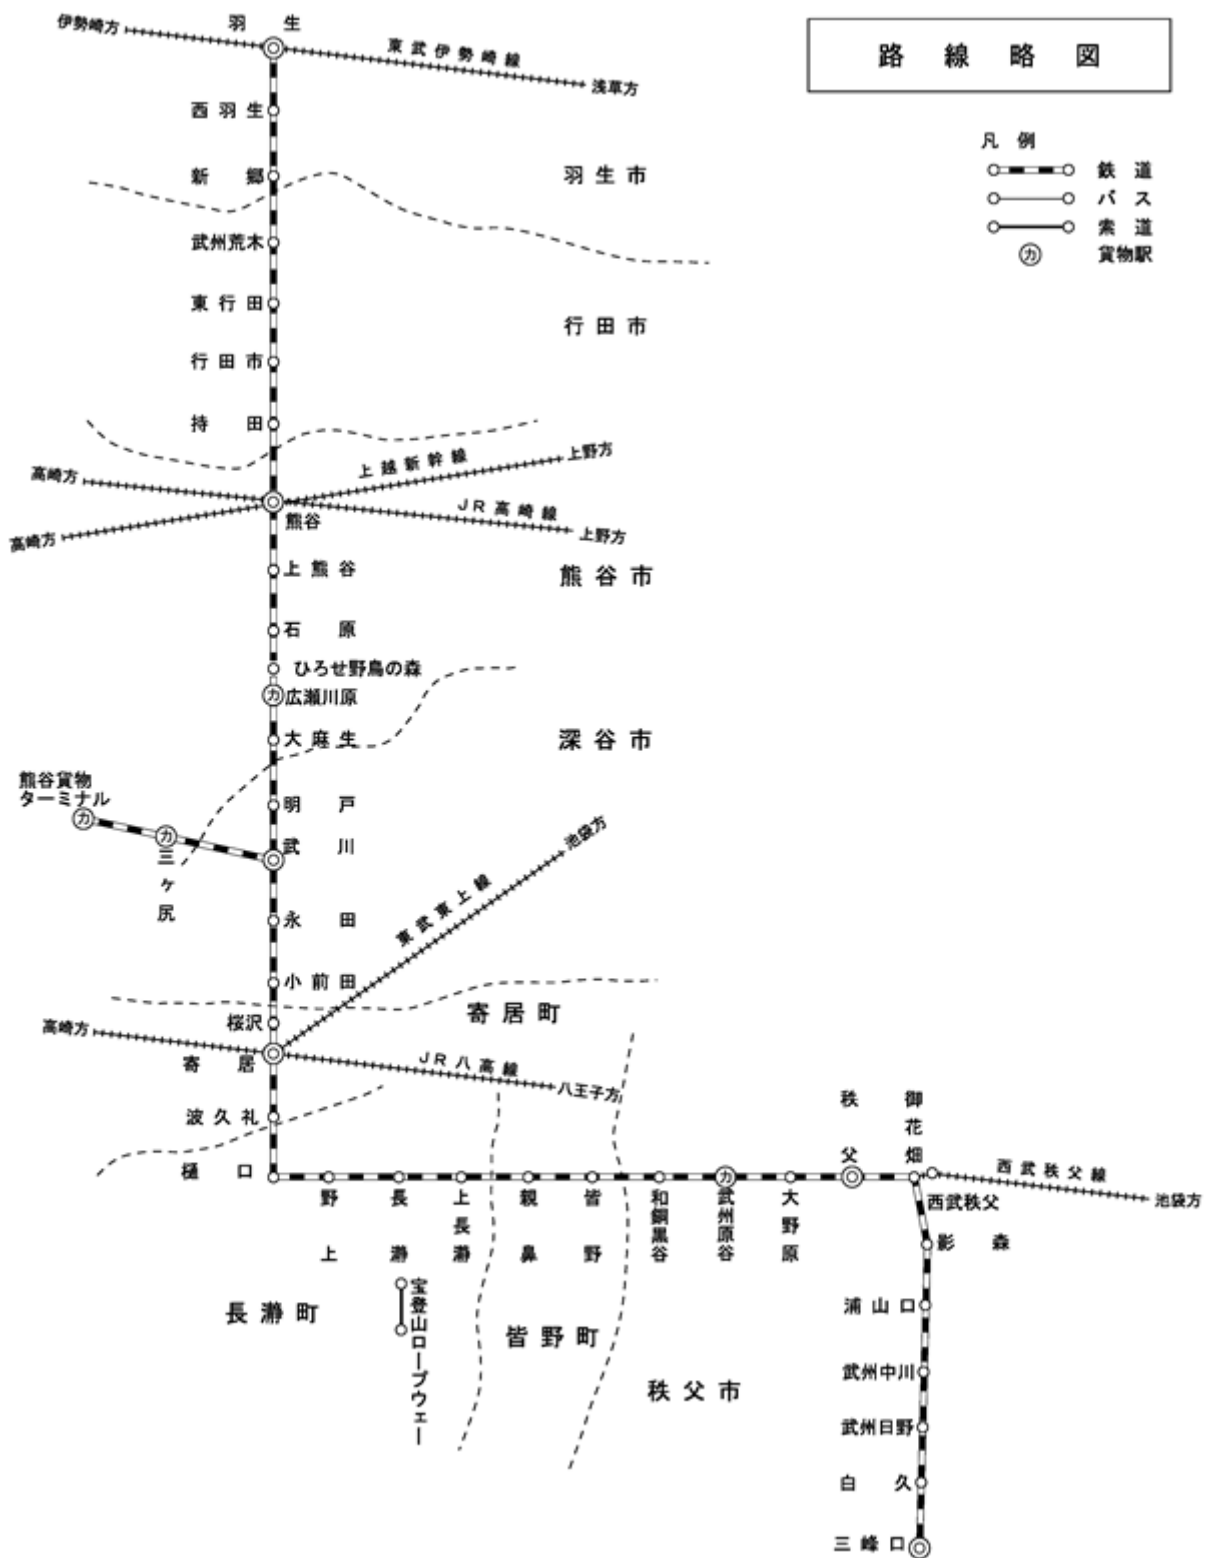 路線略図
凡例
鉄道
バス
索道
カ 貨物駅
伊勢崎方
羽生
東武伊勢崎線
浅草方
西羽生
新郷
羽生市
武州荒木
東行田
行田市
行田市
持田
高崎方
上越新幹線
上野方
JR高崎線
高崎方
上野方
熊谷
上熊谷
熊谷市
石原
ひろせ野鳥の森
カ 広瀬川原
大麻生
深谷市
熊谷貨物
ターミナル
カ
カ
三ヶ尻
明戸
武川
池袋方
東武東上線
永田
小前田
桜沢
寄居町
高崎方
寄居
JR八高線
八王子方
波久礼
樋口
野上
長瀞
上長瀞
親鼻
皆野
和銅黒谷
カ
武州原谷
大野原
秩父
御花畑
西武秩父線
池袋方
西武秩父
影森
長瀞町
宝登山ロープウェー
皆野町
秩父市
浦山口
武州中川
武州日野
白久
三峰口